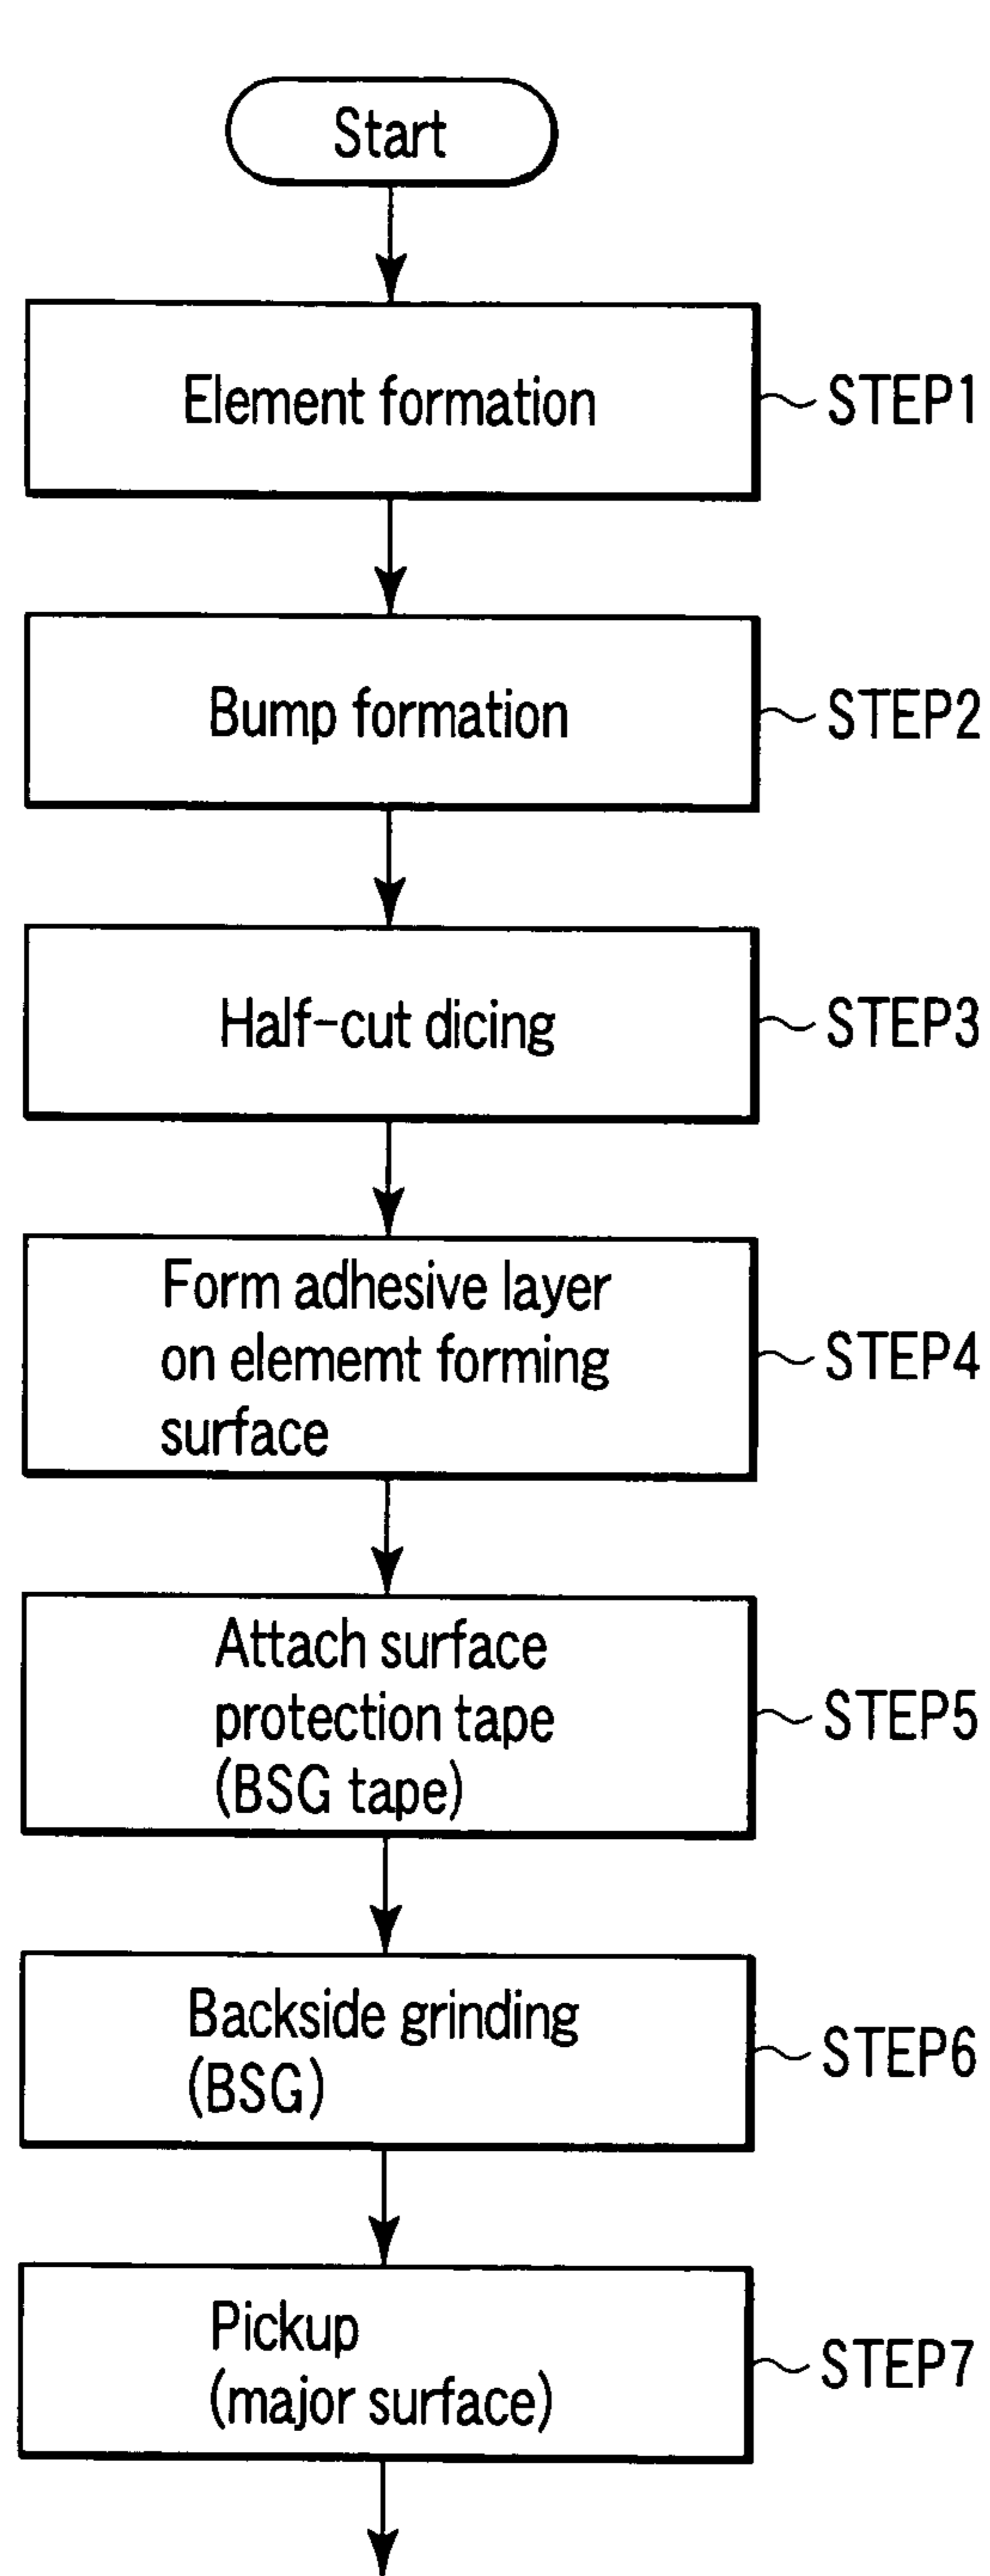 Start
Element formation
STEP1
Bump formation
STEP2
Half-cut dicing
STEP3
Form adhesive layer
on elememt forming
surface
STEP4
Attach surface
protection tape
(BSG tape)
STEP5
Backside grinding
(BSG)
STEP6
Pickup
(major surface)
STEP7